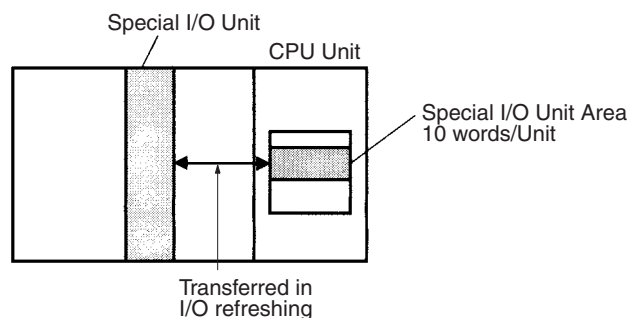 Special I/O Unit
CPU Unit
Special I/O Unit Area
10 words/Unit
Transferred in
I/O refreshing